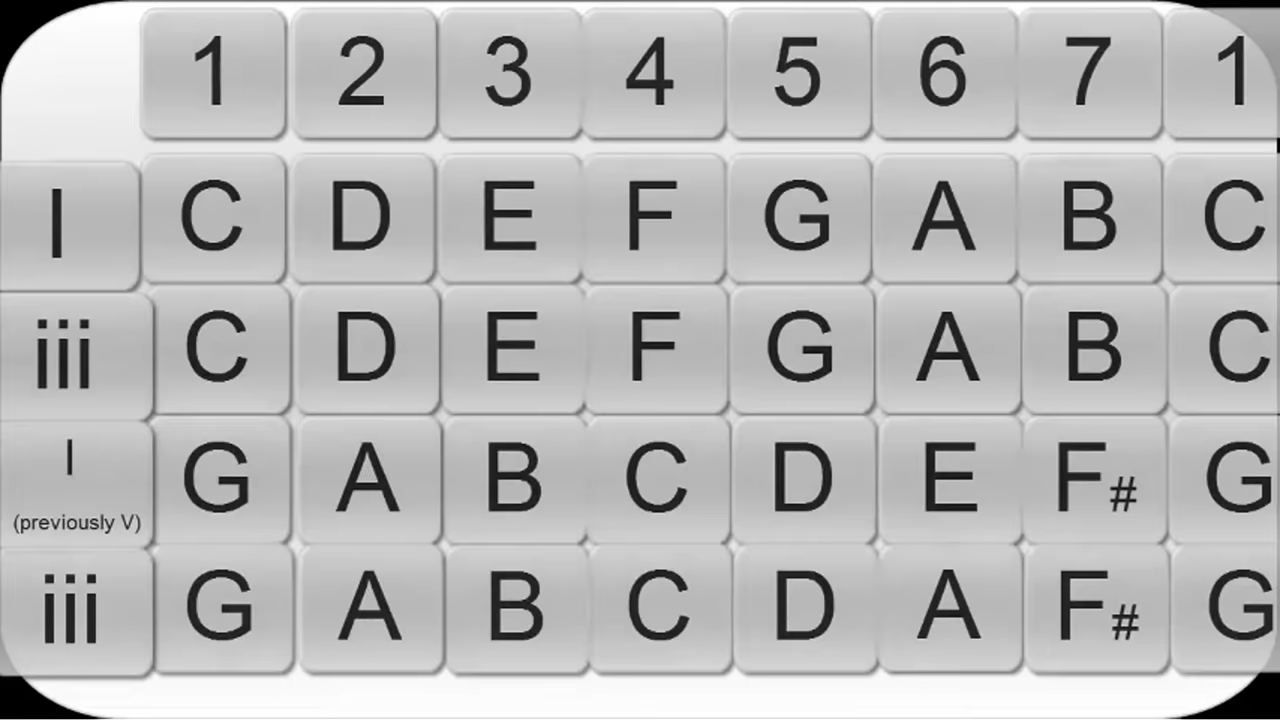 1 2 3 4 5 6 7 1
I C D E F G A B C
iii C D E F G A B C
I G A B C D E F# G
(previously V)
iii G A B C D A F# G